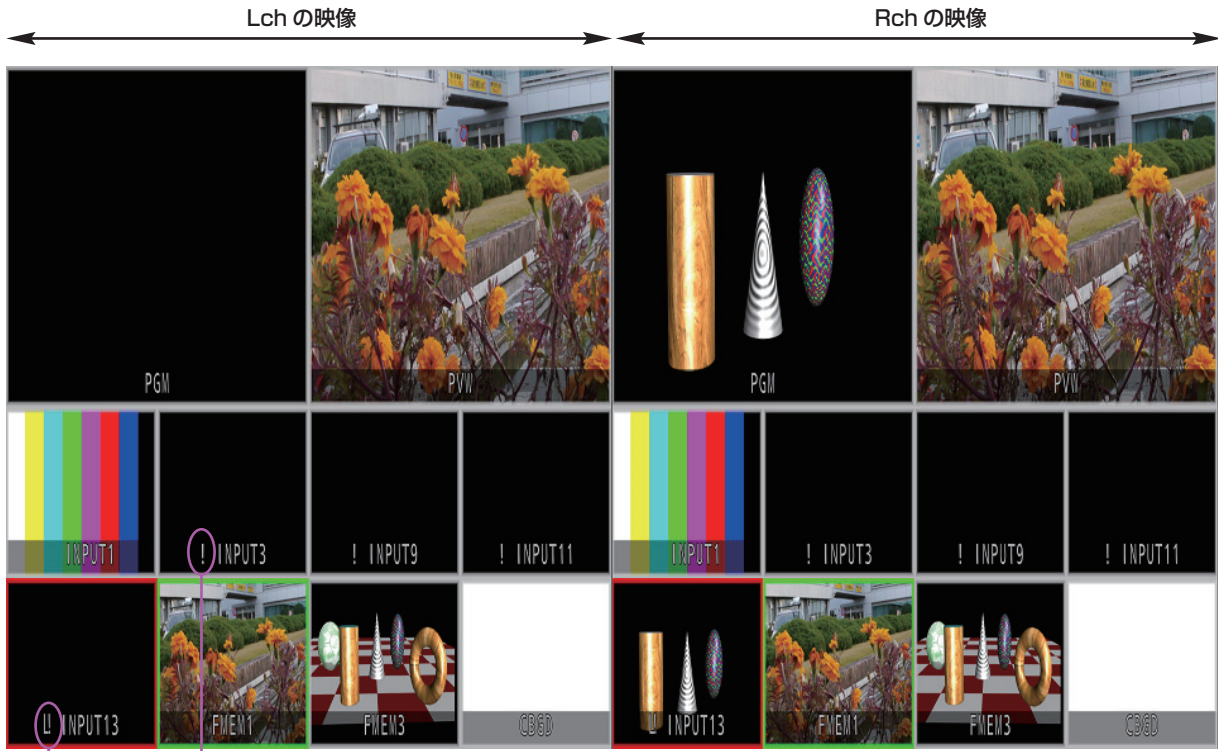 Lch の映像
Rch の映像
PGM
PVW
PGM
PVW
INPUT1
! INPUT3
! INPUT9
! INPUT11
INPUT1
! INPUT3
! INPUT9
! INPUT11
L! INPUT13
FMEM1
FMEM3
CBGD
L! INPUT13
FMEM1
FMEM3
CBGD